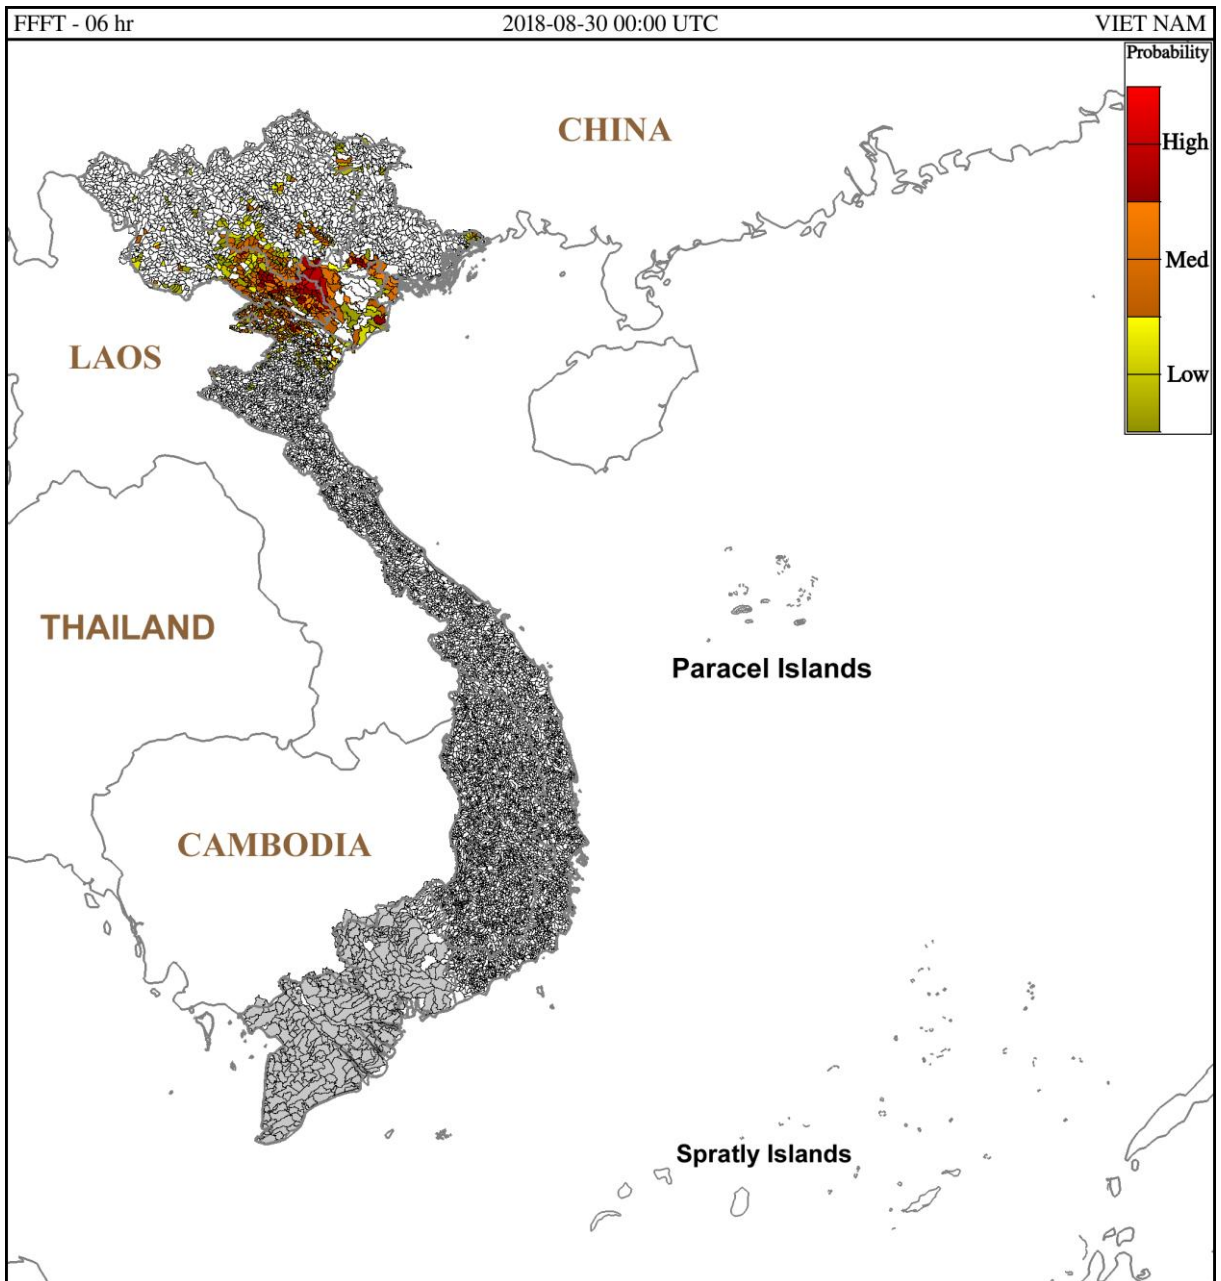 FFFT - 06 hr
2018-08-30 00:00 UTC
VIET NAM
Probability
CHINA
High
Med
LAOS
Low
THAILAND
Paracel Islands
CAMBODIA
Spratly Islands